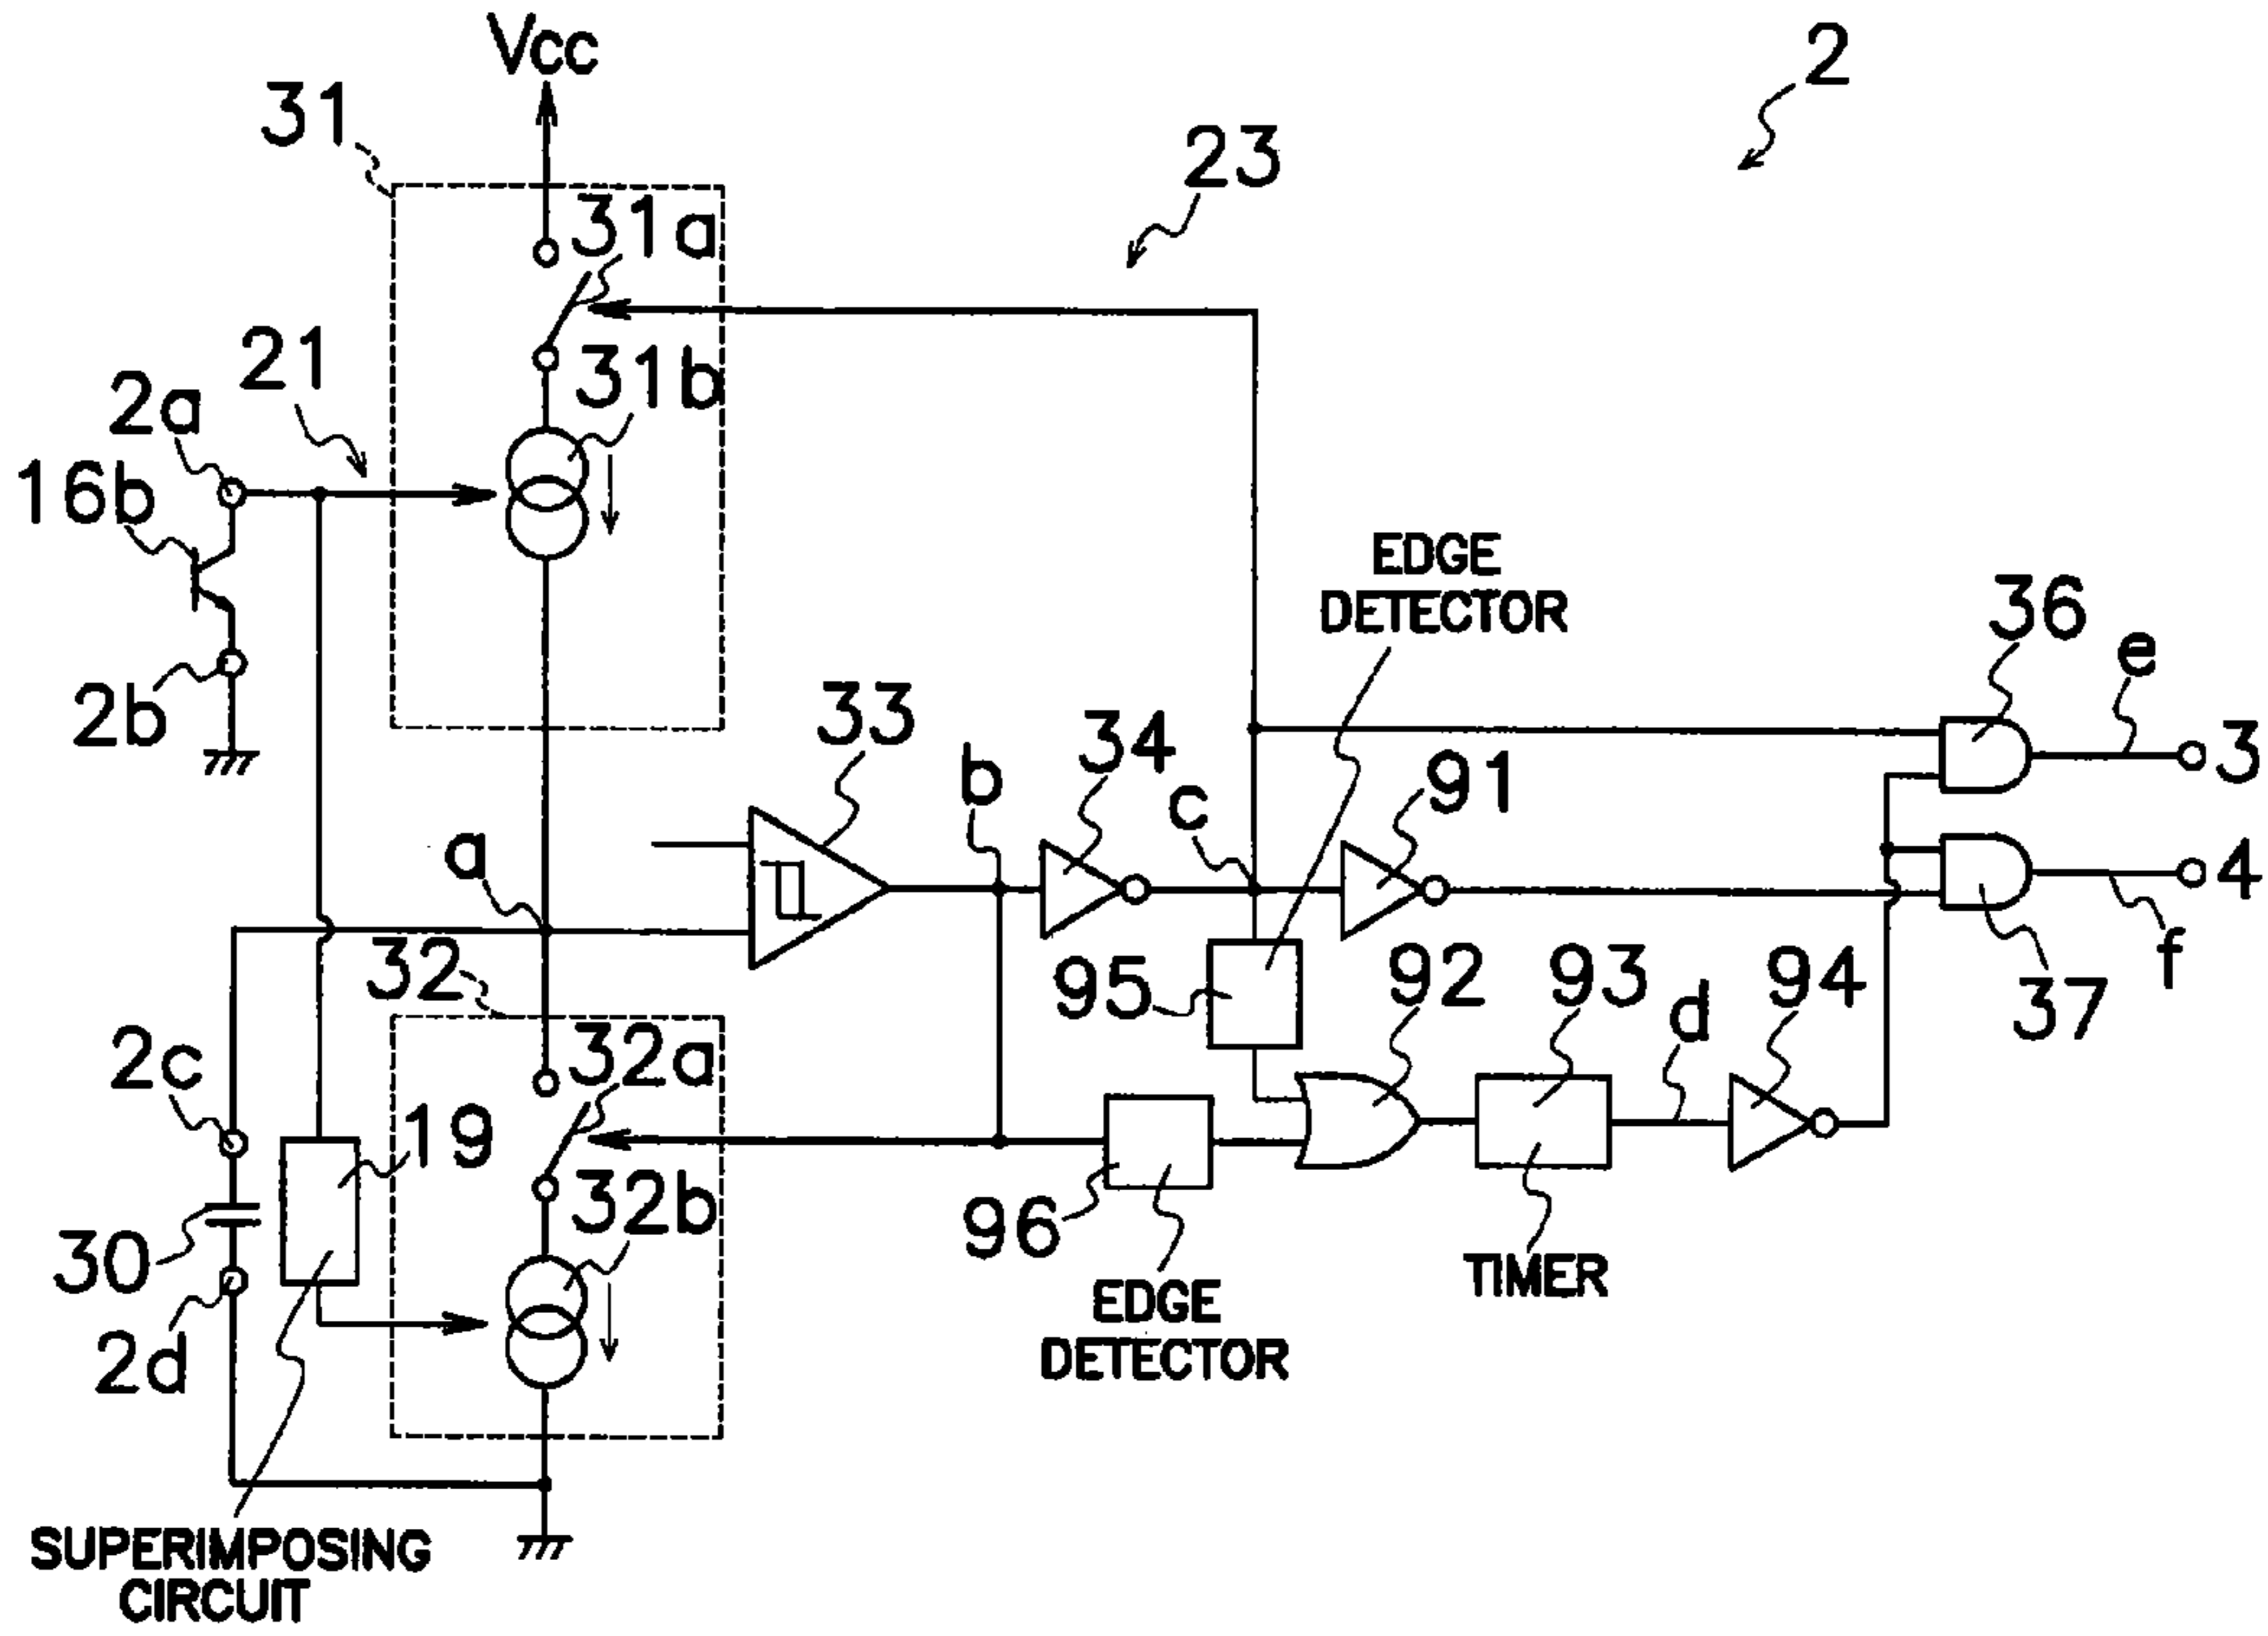 Vcc
2
31
23
31a
21
31b
2a
16b
EDGE
DETECTOR
36
e
2b
33
34
3
b
91
c
a
4
32
95
92
93
94
f
d
37
2c
32a
19
32b
30
96
TIMER
EDGE
DETECTOR
2d
SUPERIMPOSING
CIRCUIT